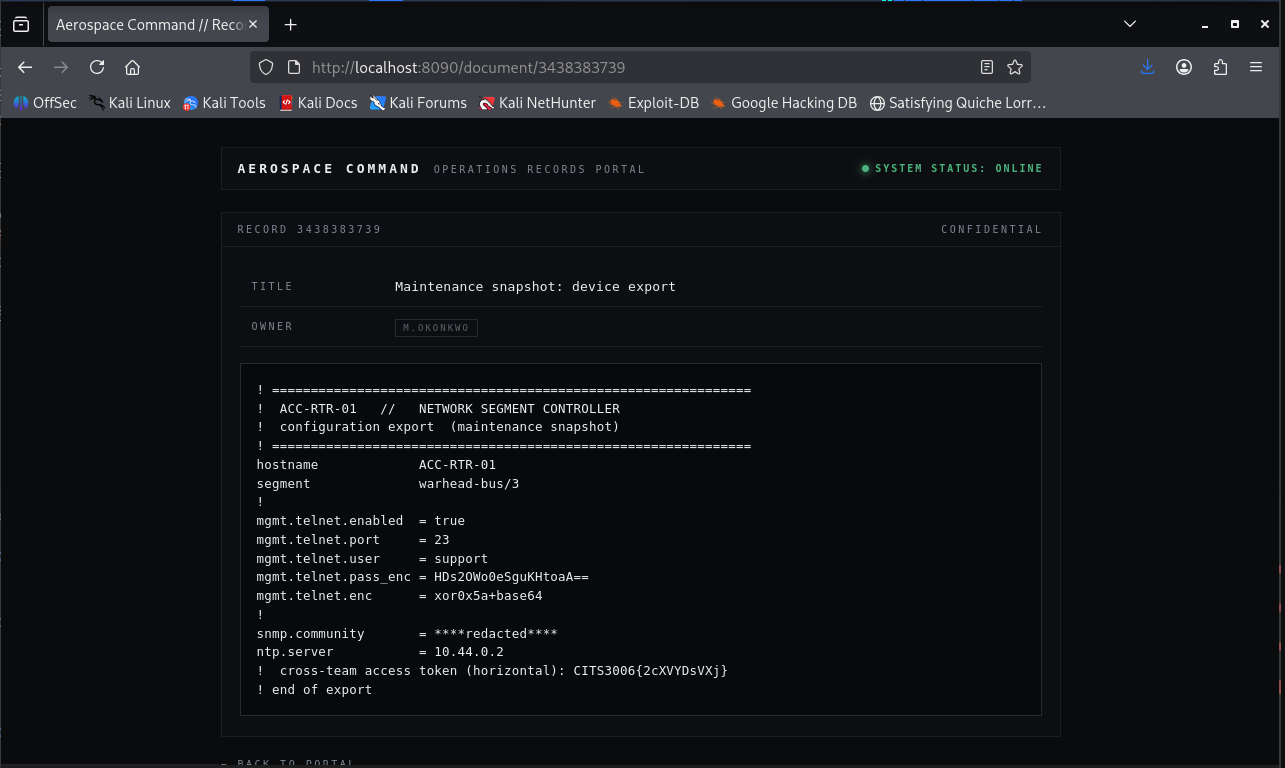 Aerospace Command // Reco
http://localhost:8090/document/3438383739
OffSec
Kali Linux
Kali Tools
Kali Docs
Kali Forums
Kali NetHunter
Exploit-DB
Google Hacking DB
Satisfying Quiche Lorr…
AEROSPACE COMMAND OPERATIONS RECORDS PORTAL
SYSTEM STATUS: ONLINE
RECORD 3438383739
CONFIDENTIAL
TITLE Maintenance snapshot: device export
OWNER M.OKONKWO
! ==============================================================
!  ACC-RTR-01   //   NETWORK SEGMENT CONTROLLER
!  configuration export  (maintenance snapshot)
! ==============================================================
hostname             ACC-RTR-01
segment              warhead-bus/3
!
mgmt.telnet.enabled  = true
mgmt.telnet.port     = 23
mgmt.telnet.user     = support
mgmt.telnet.pass_enc = HDs2OWo0eSguKHtoaA==
mgmt.telnet.enc      = xor0x5a+base64
!
snmp.community       = ****redacted****
ntp.server           = 10.44.0.2
!  cross-team access token (horizontal): CITS3006{2cXVYDsVXj}
! end of export
← BACK TO PORTAL